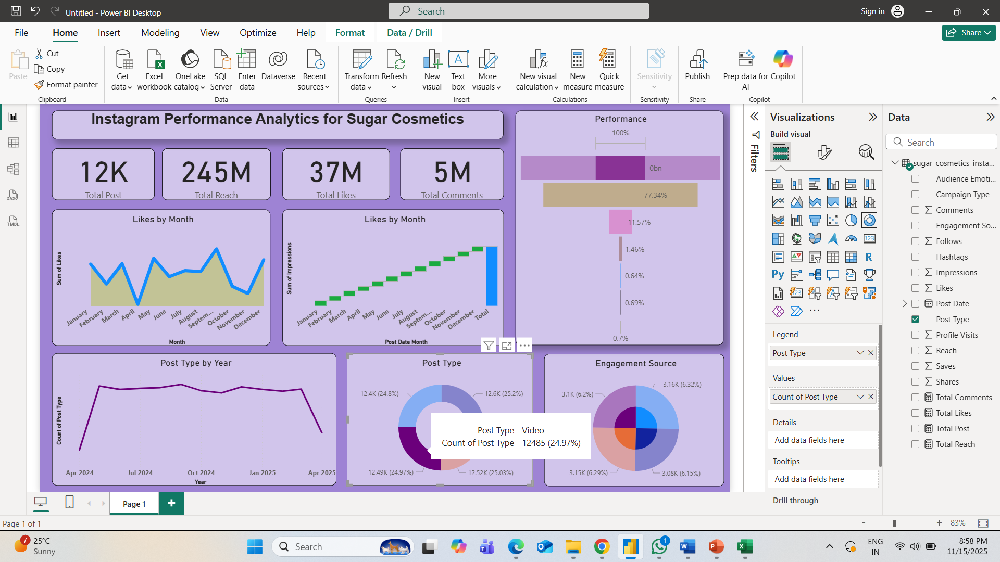 Untitled - Power BI Desktop
Search
Sign in
File
Home
Insert
Modeling
View
Optimize
Help
Format
Data / Drill
Share
Paste
Cut
Copy
Format painter
Clipboard
Get data
Excel workbook
OneLake catalog
SQL Server
Enter data
Dataverse
Recent sources
Data
Transform data
Refresh
Queries
New visual
Text box
More visuals
Insert
New visual calculation
New measure
Quick measure
Calculations
Sensitivity
Sensitivity
Publish
Share
Prep data for AI
Copilot
Copilot
DAX
TMDL
Instagram Performance Analytics for Sugar Cosmetics
12K
Total Post
245M
Total Reach
37M
Total Likes
5M
Total Comments
Performance
100%
0bn
77.34%
11.57%
1.46%
0.64%
0.69%
0.7%
Likes by Month
Sum of Likes
January
February
March
April
May
June
July
August
Septem...
October
November
December
Month
Likes by Month
Sum of Impressions
January
February
March
April
May
June
July
August
Septem...
October
November
December
Total
Post Date Month
Post Type by Year
Count of Post Type
Apr 2024
Jul 2024
Oct 2024
Jan 2025
Apr 2025
Year
Post Type
12.4K (24.8%)
12.6K (25.2%)
12.49K (24.97%)
12.52K (25.03%)
Post Type Video
Count of Post Type 12485 (24.97%)
Engagement Source
3.1K (6.2%)
3.16K (6.32%)
3.15K (6.29%)
3.08K (6.15%)
Filters
Visualizations
Build visual
123
R
Py
123
Legend
Post Type
Values
Count of Post Type
Details
Add data fields here
Tooltips
Add data fields here
Drill through
Data
Search
sugar_cosmetics_insta...
Audience Emoti...
Campaign Type
Comments
Engagement So...
Follows
Hashtags
Impressions
Likes
Post Date
Post Type
Profile Visits
Reach
Saves
Shares
Total Comments
Total Likes
Total Post
Total Reach
Page 1
Page 1 of 1
- + 83%
7
25°C
Sunny
Search
1
ENG
IN
8:58 PM
11/15/2025